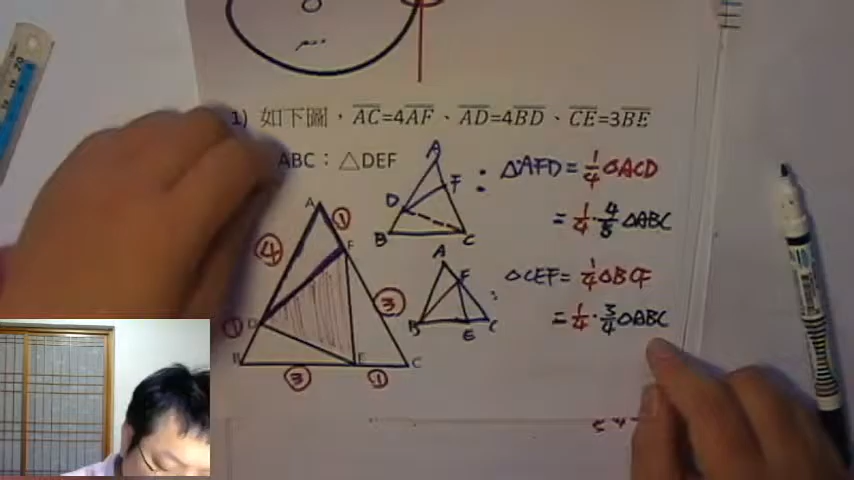 1) 如下圖，AC=4AF、AD=4BD、CE=3BE
ABC：△DEF
A
F
D
B
C
: △AFD = 1/4 △ACD
= 1/4 · 4/5 △ABC
A
①
④
F
③
①
D
B
E
C
③
①
A
F
B
E
C
: △CEF = 1/4 △BCF
= 1/4 · 3/4 △ABC